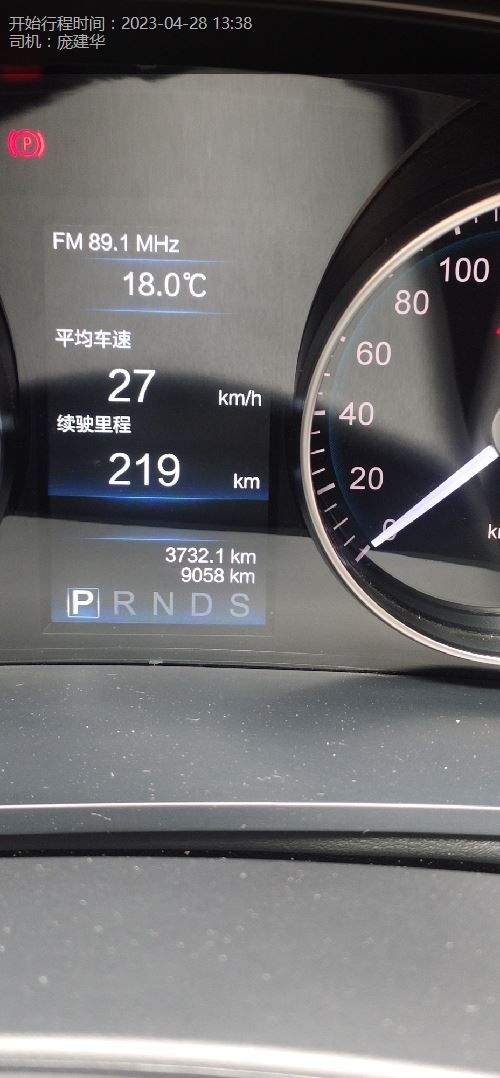 开始行程时间：2023-04-28 13:38
司机：庞建华
P
FM 89.1 MHz
18.0℃
平均车速
27 km/h
续驶里程
219 km
3732.1 km
9058 km
P R N D S
100
80
60
40
20
0